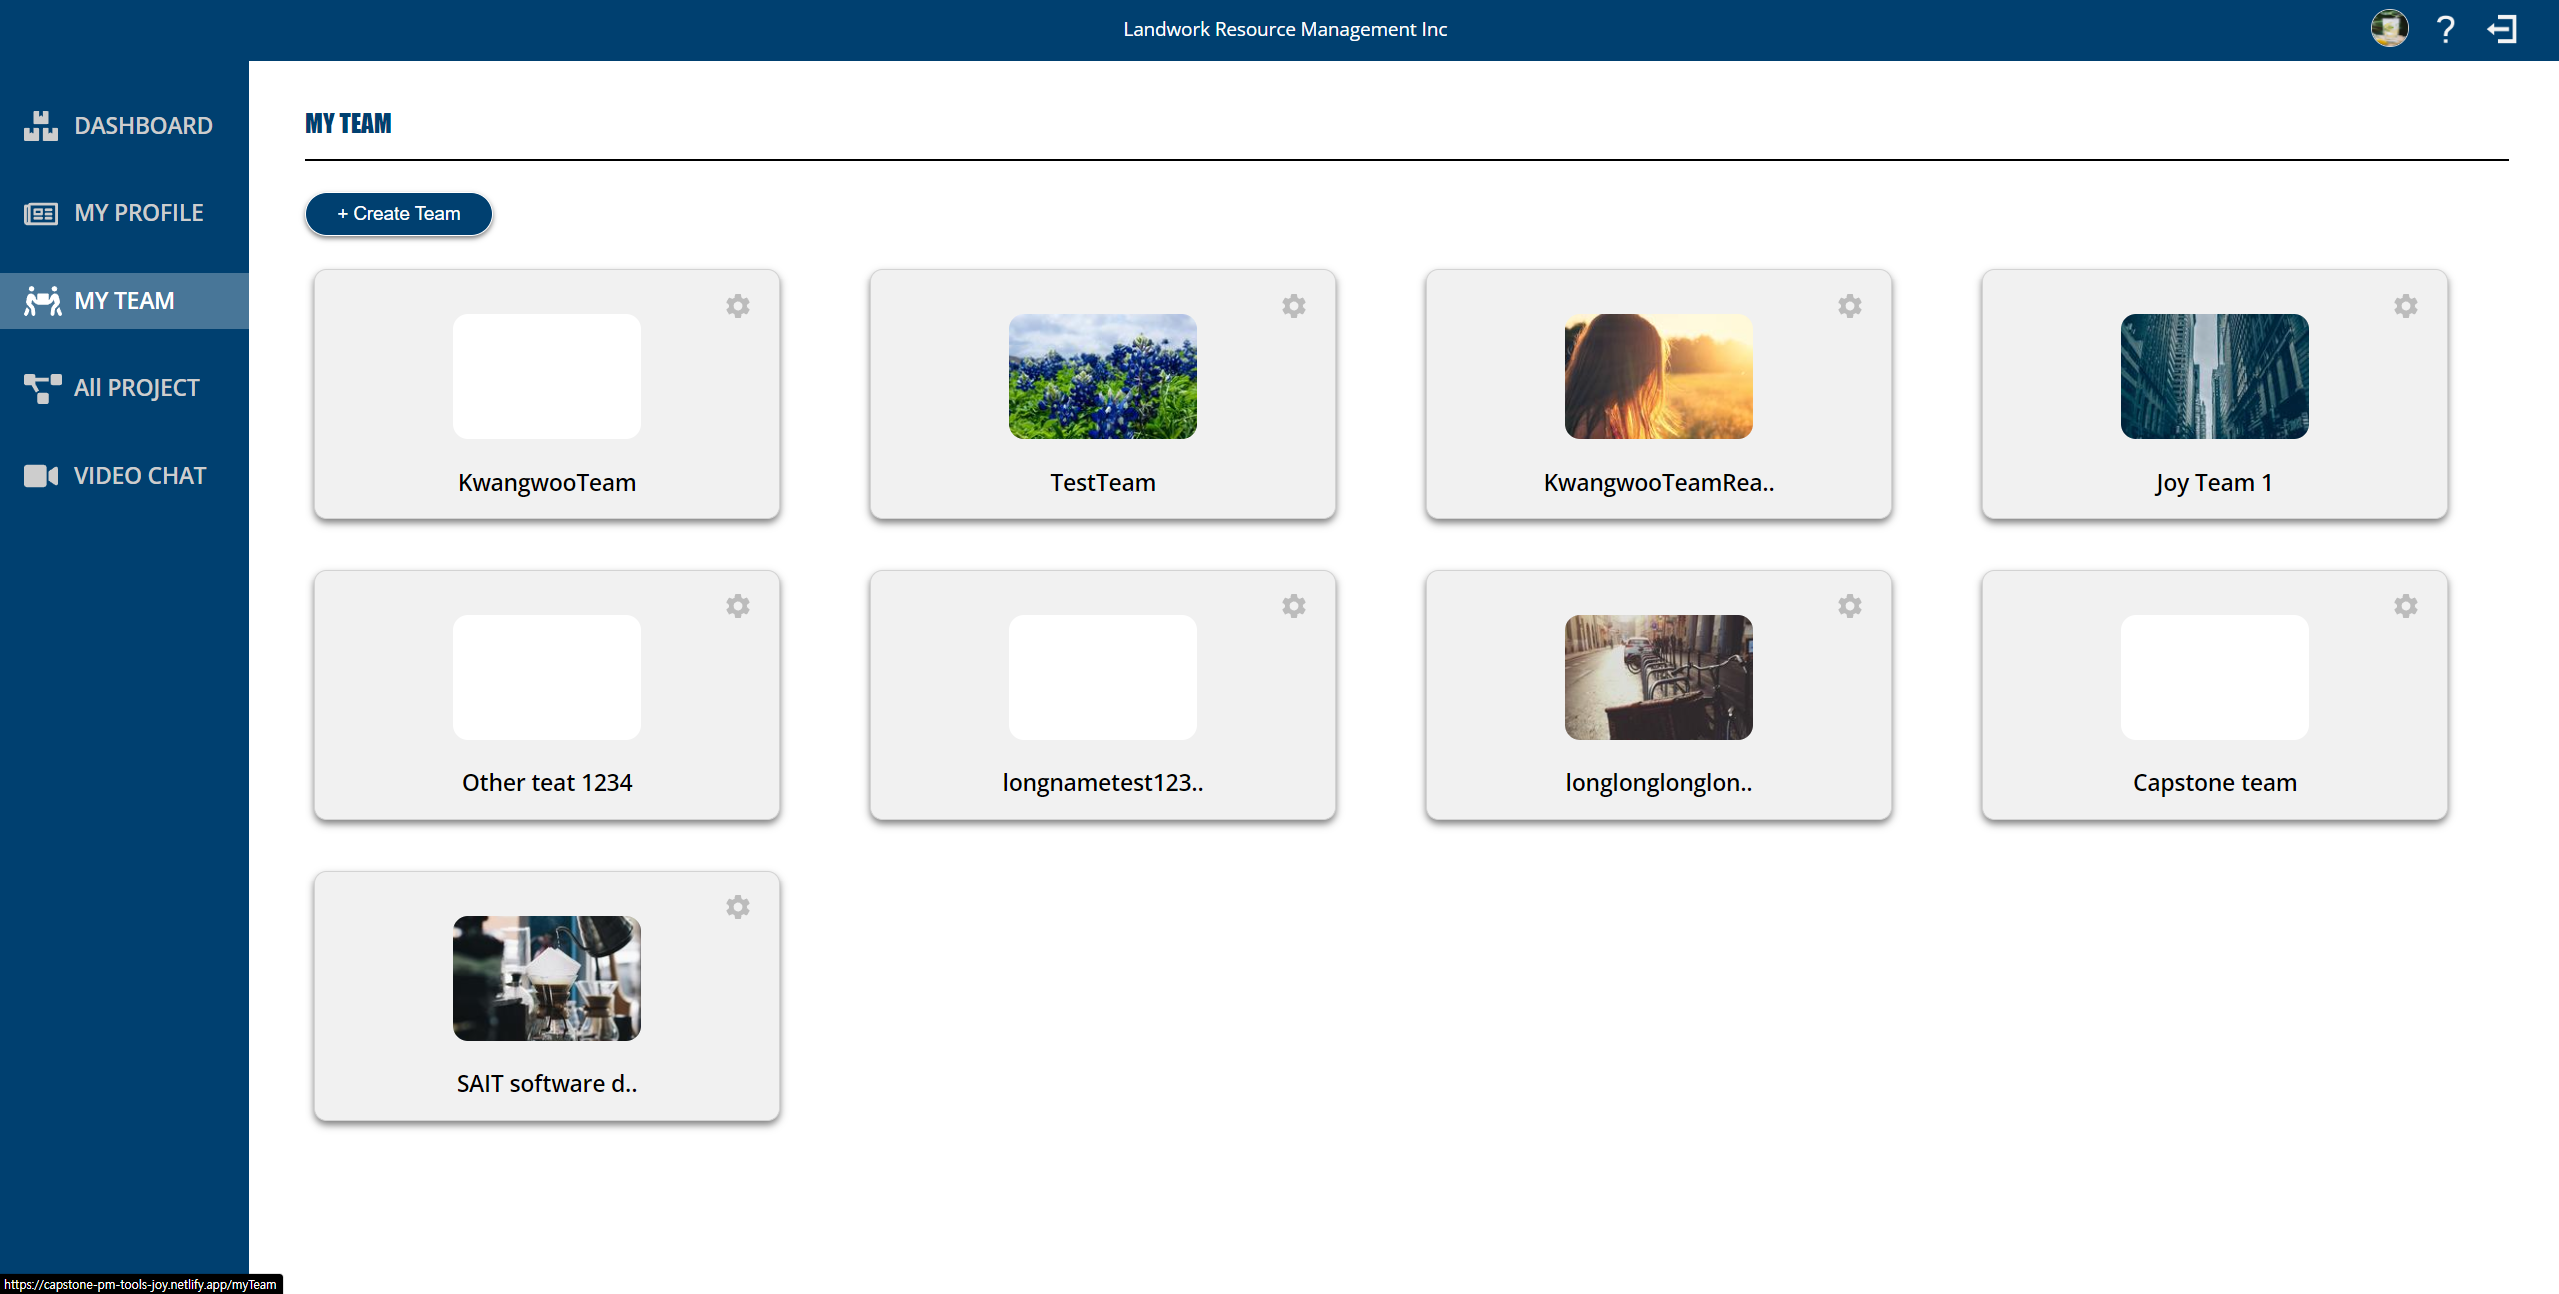 Landwork Resource Management Inc
?
DASHBOARD
MY PROFILE
MY TEAM
All PROJECT
VIDEO CHAT
MY TEAM
+ Create Team
KwangwooTeam
TestTeam
KwangwooTeamRea..
Joy Team 1
Other teat 1234
longnametest123..
longlonglonglon..
Capstone team
SAIT software d..
https://capstone-pm-tools-joy.netlify.app/myTeam